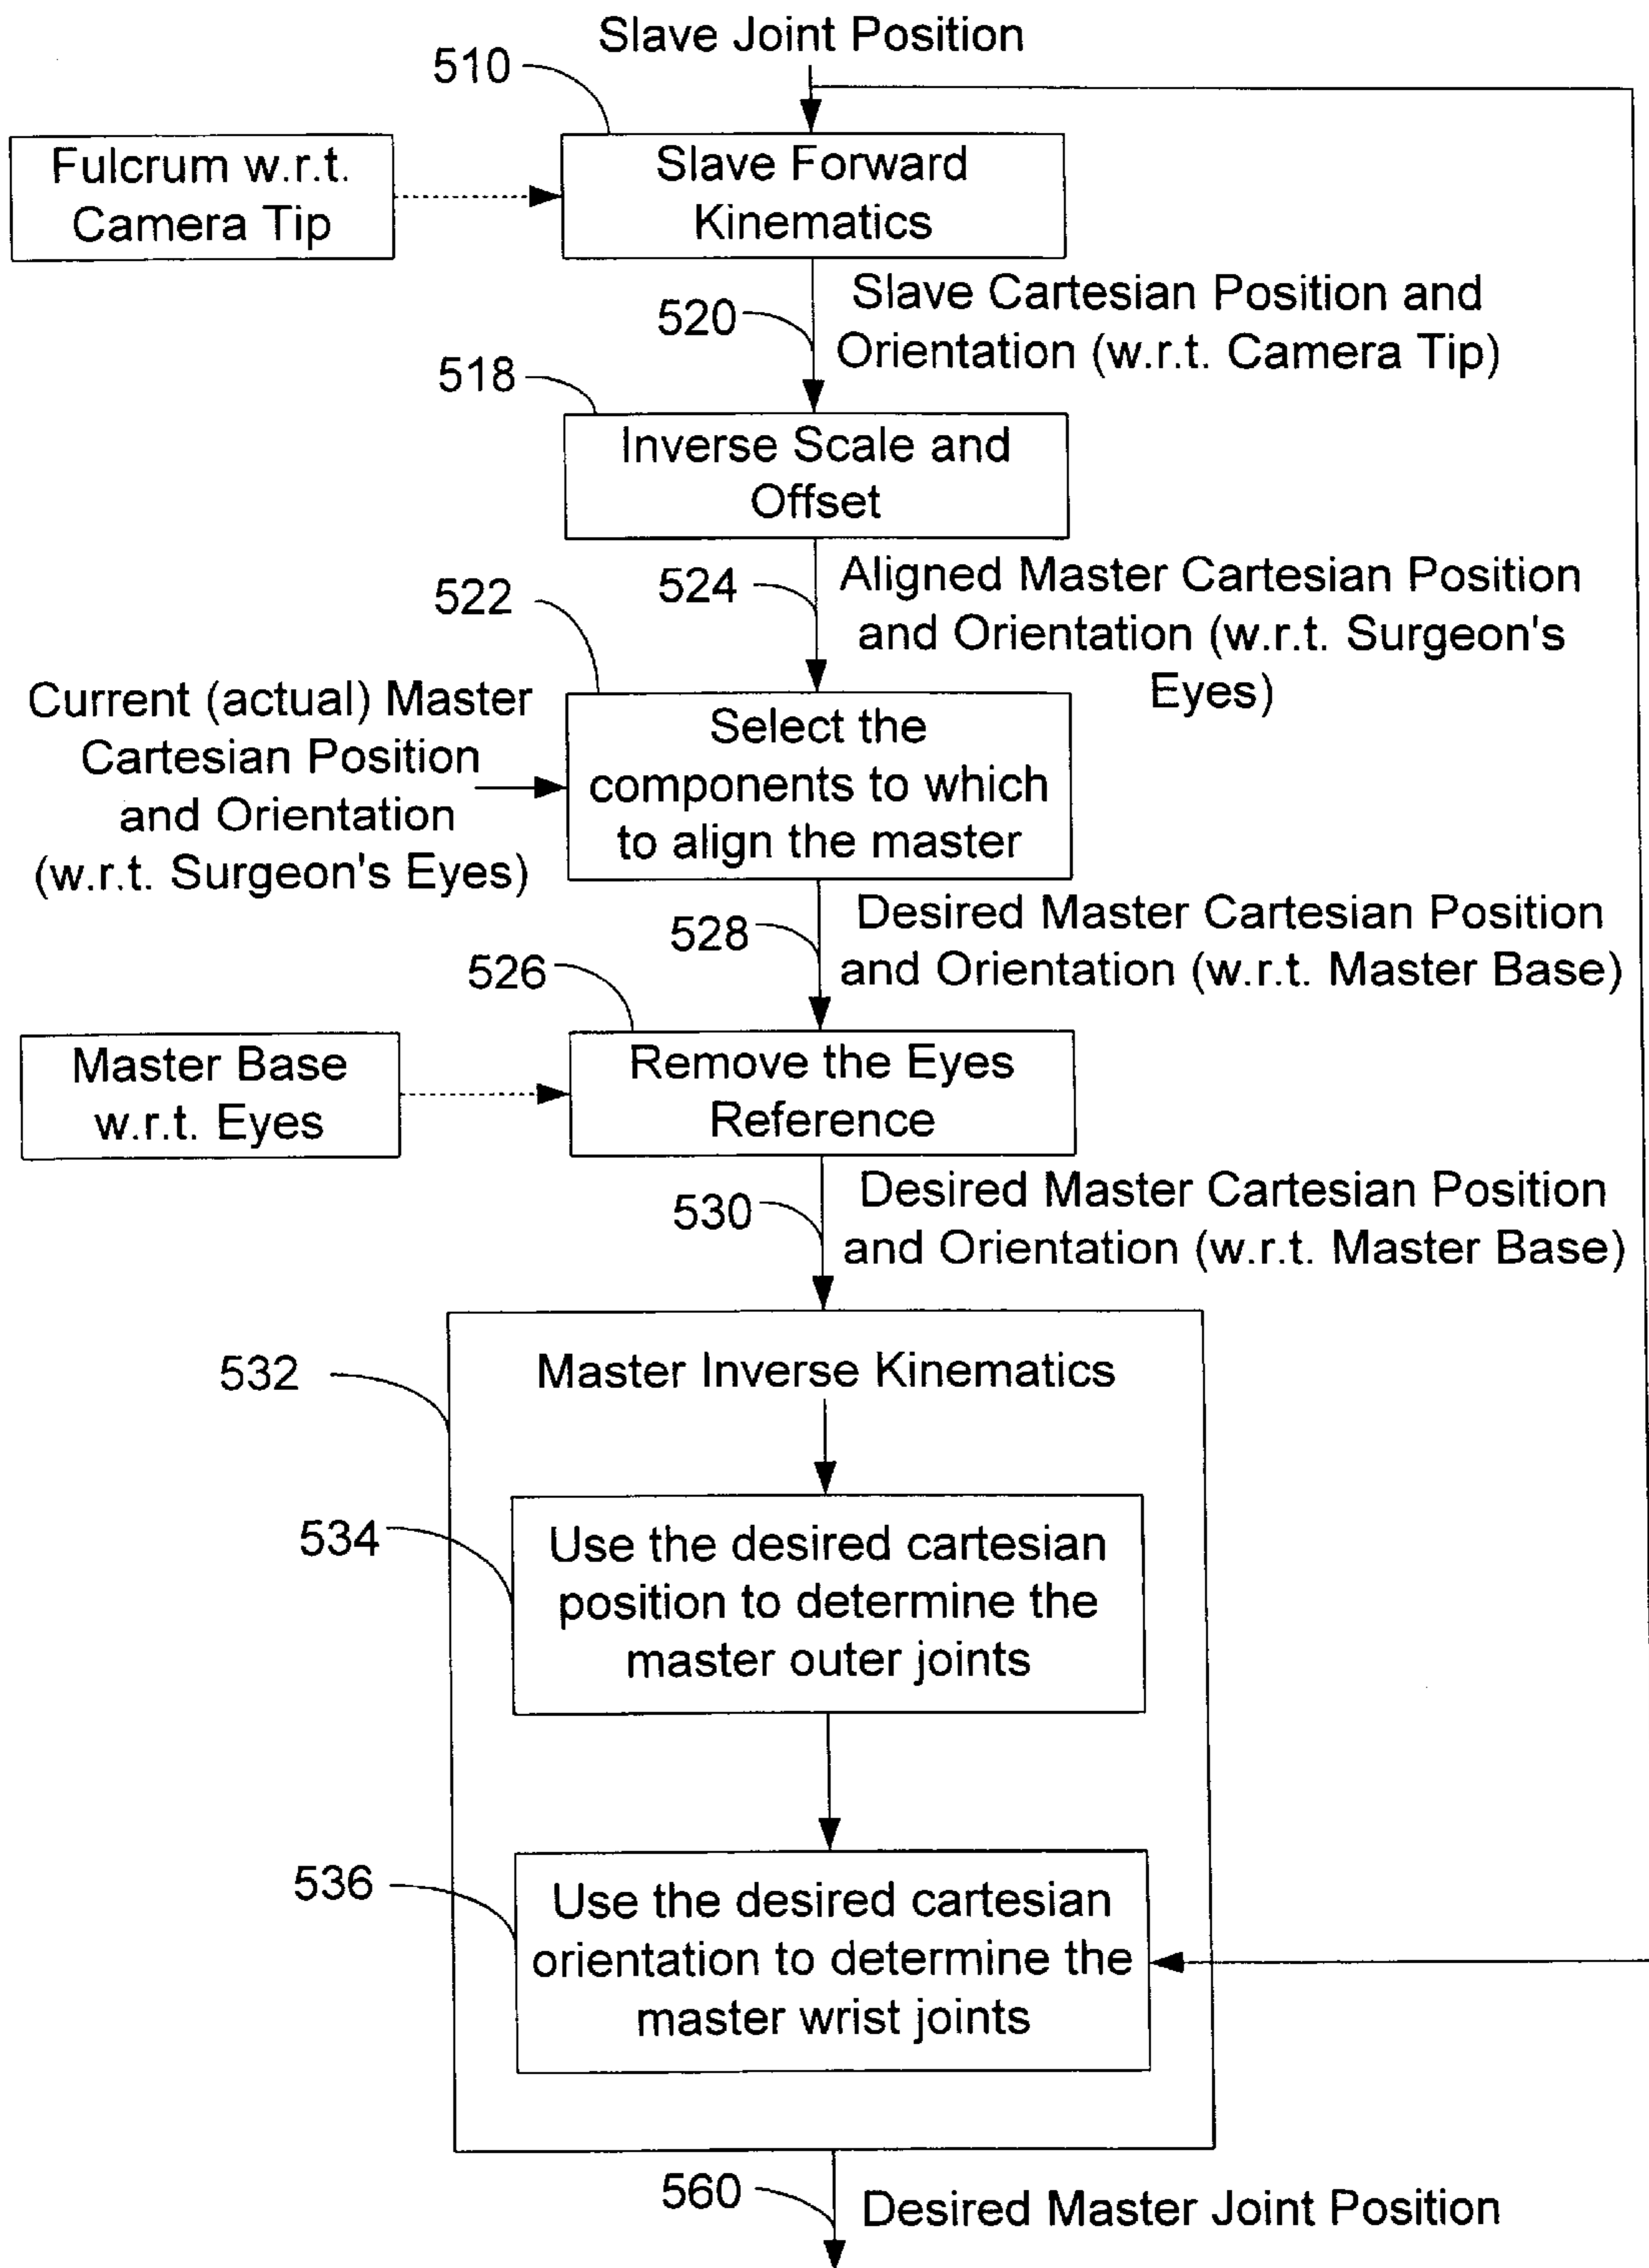 Slave Joint Position
510
Fulcrum w.r.t.
Camera Tip
Slave Forward
Kinematics
520
Slave Cartesian Position and
Orientation (w.r.t. Camera Tip)
518
Inverse Scale and
Offset
524
Aligned Master Cartesian Position
and Orientation (w.r.t. Surgeon's
Eyes)
522
Current (actual) Master
Cartesian Position
and Orientation
(w.r.t. Surgeon's Eyes)
Select the
components to which
to align the master
528
Desired Master Cartesian Position
and Orientation (w.r.t. Master Base)
526
Master Base
w.r.t. Eyes
Remove the Eyes
Reference
530
Desired Master Cartesian Position
and Orientation (w.r.t. Master Base)
532
Master Inverse Kinematics
534
Use the desired cartesian
position to determine the
master outer joints
536
Use the desired cartesian
orientation to determine the
master wrist joints
560
Desired Master Joint Position